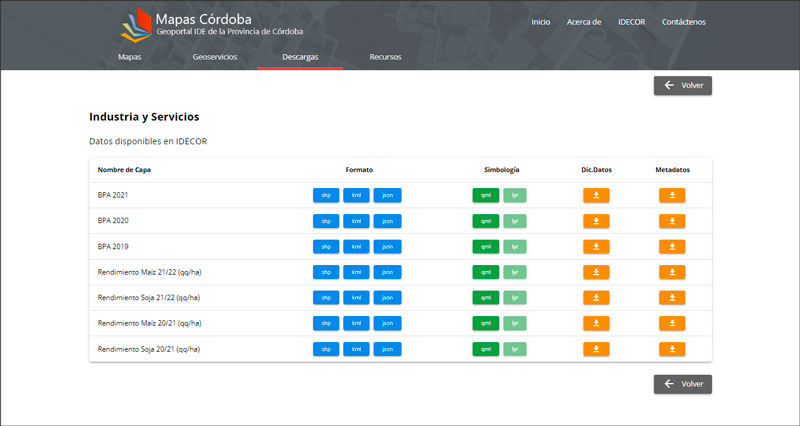 Mapas Córdoba
Geoportal IDE de la Provincia de Córdoba
Inicio Acerca de IDECOR Contáctenos
Mapas Geoservicios Descargas Recursos
Volver
Industria y Servicios
Datos disponibles en IDECOR
Nombre de Capa Formato Simbología Dic.Datos Metadatos
BPA 2021 shp kml json qml lyr
BPA 2020 shp kml json qml lyr
BPA 2019 shp kml json qml lyr
Rendimiento Maíz 21/22 (qq/ha) shp kml json qml lyr
Rendimiento Soja 21/22 (qq/ha) shp kml json qml lyr
Rendimiento Maíz 20/21 (qq/ha) shp kml json qml lyr
Rendimiento Soja 20/21 (qq/ha) shp kml json qml lyr
Volver